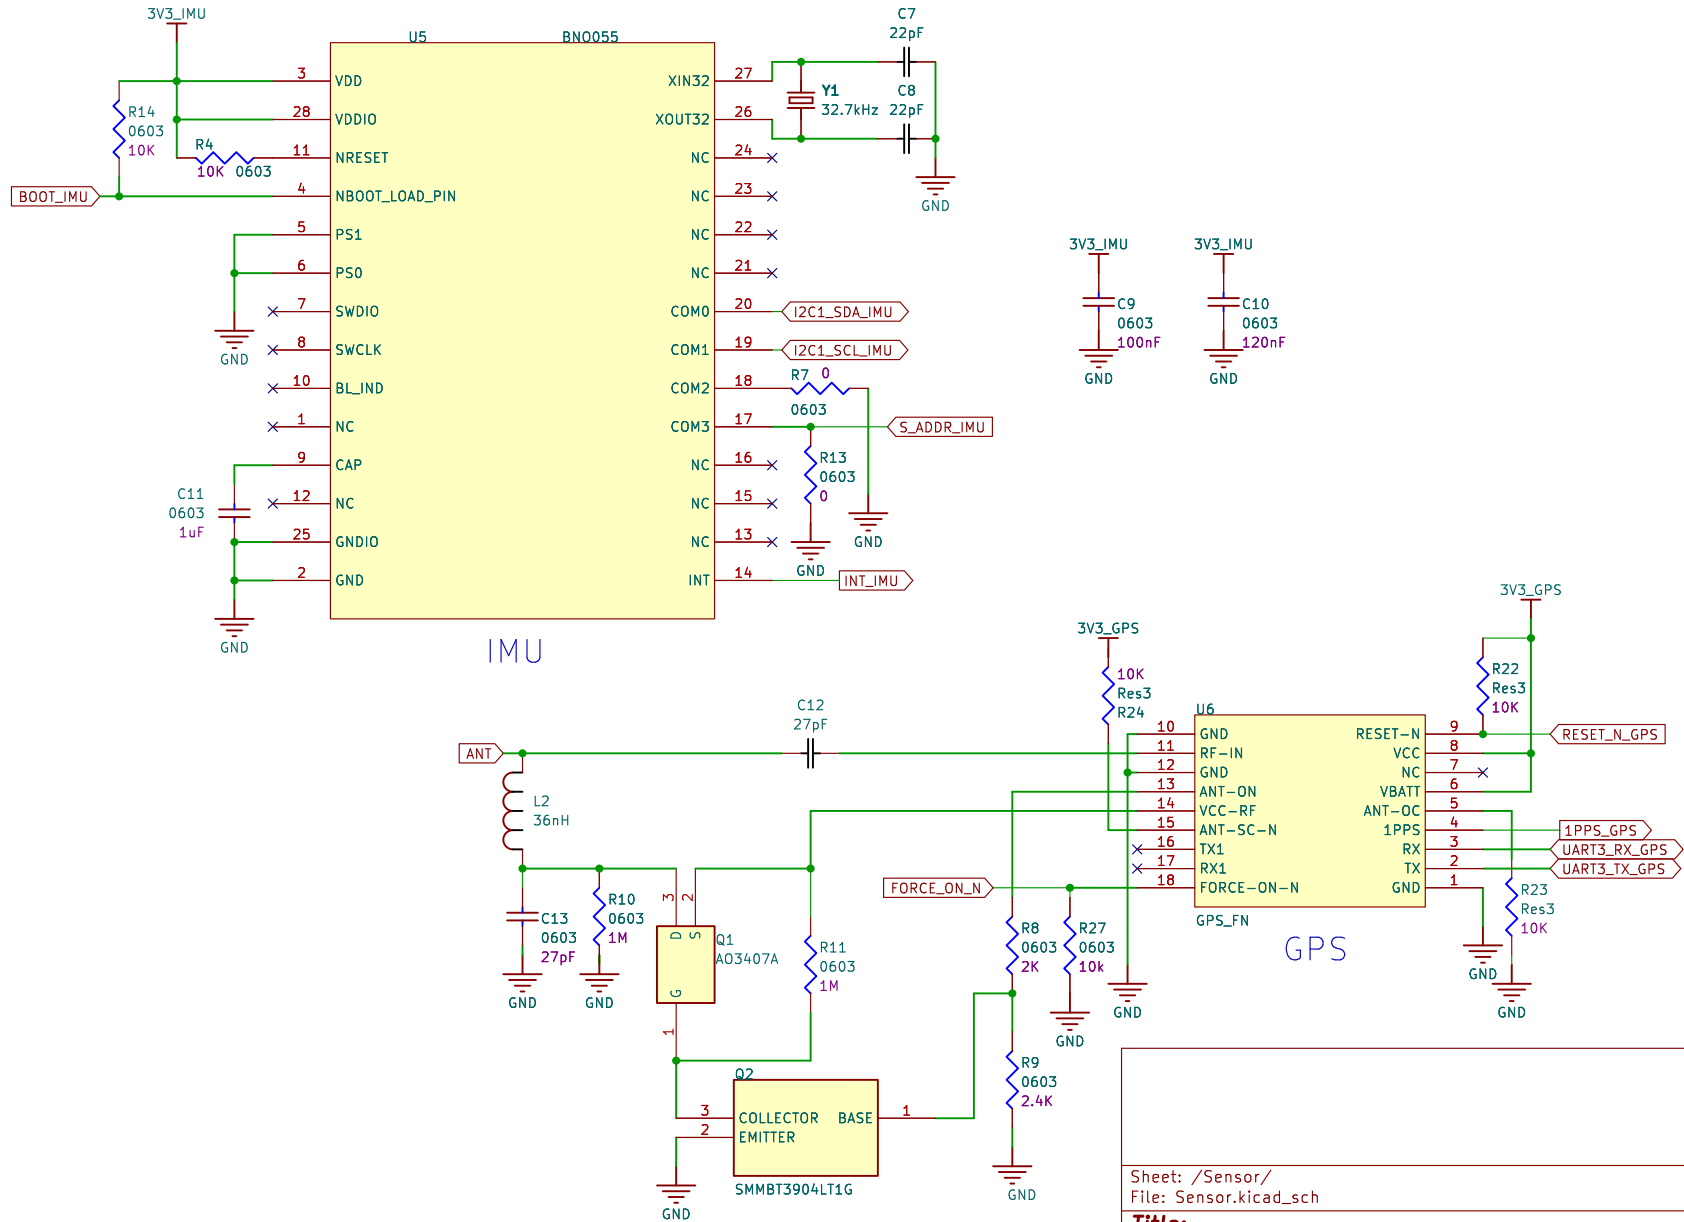 3V3_IMU
U5
BNO055
3
VDD
28
VDDIO
11
NRESET
4
NBOOT_LOAD_PIN
5
PS1
6
PS0
7
SWDIO
8
SWCLK
10
BL_IND
1
NC
9
CAP
12
NC
25
GNDIO
2
GND
XIN32
27
XOUT32
26
NC
24
NC
23
NC
22
NC
21
COM0
20
COM1
19
COM2
18
COM3
17
NC
16
NC
15
NC
13
INT
14
R14
0603
10K
R4
10K 0603
BOOT_IMU
GND
C11
0603
1uF
GND
IMU
C7
22pF
Y1
32.7kHz
C8
22pF
GND
I2C1_SDA_IMU
I2C1_SCL_IMU
R7 0
0603
S_ADDR_IMU
R13
0603
0
GND
GND
INT_IMU
3V3_IMU
C9
0603
100nF
GND
3V3_IMU
C10
0603
120nF
GND
3V3_GPS
10K
Res3
R24
3V3_GPS
R22
Res3
10K
U6
10
GND
11
RF-IN
12
GND
13
ANT-ON
14
VCC-RF
15
ANT-SC-N
16
TX1
17
RX1
18
FORCE-ON-N
RESET-N
9
VCC
8
NC
7
VBATT
6
ANT-OC
5
1PPS
4
RX
3
TX
2
GND
1
GPS_FN
GPS
RESET_N_GPS
1PPS_GPS
UART3_RX_GPS
UART3_TX_GPS
R23
Res3
10K
GND
GND
ANT
C12
27pF
L2
36nH
C13
0603
27pF
GND
R10
0603
1M
GND
3
2
D
S
G
1
Q1
AO3407A
R11
0603
1M
FORCE_ON_N
R8
0603
2K
R27
0603
10k
GND
GND
R9
0603
2.4K
GND
Q2
3
COLLECTOR
2
EMITTER
BASE
1
SMMBT3904LT1G
GND
Sheet: /Sensor/
File: Sensor.kicad_sch
Title: